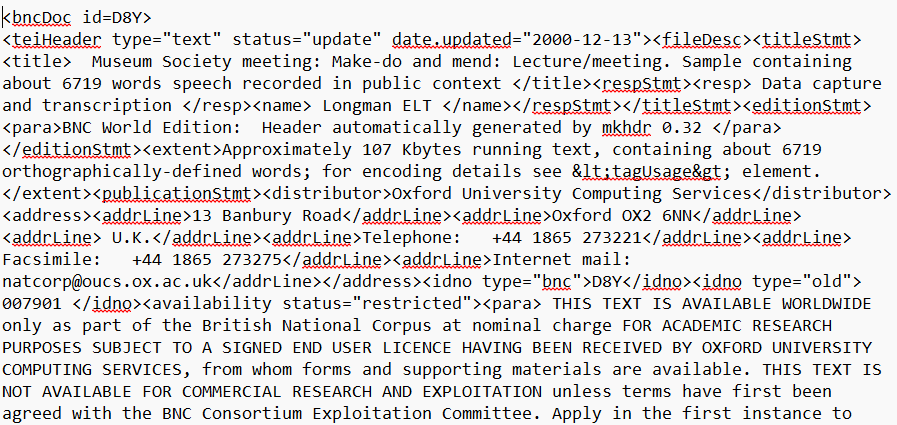 <bncDoc id=D8Y>
<teiHeader type="text" status="update" date.updated="2000-12-13"><fileDesc><titleStmt>
<title>  Museum Society meeting: Make-do and mend: Lecture/meeting. Sample containing
about 6719 words speech recorded in public context </title><respStmt><resp> Data capture
and transcription </resp><name> Longman ELT </name></respStmt></titleStmt><editionStmt>
<para>BNC World Edition:  Header automatically generated by mkhdr 0.32 </para>
</editionStmt><extent>Approximately 107 Kbytes running text, containing about 6719
orthographically-defined words; for encoding details see &lt;tagUsage&gt; element.
</extent><publicationStmt><distributor>Oxford University Computing Services</distributor>
<address><addrLine>13 Banbury Road</addrLine><addrLine>Oxford OX2 6NN</addrLine>
<addrLine> U.K.</addrLine><addrLine>Telephone:   +44 1865 273221</addrLine><addrLine>
Facsimile:   +44 1865 273275</addrLine><addrLine>Internet mail:
natcorp@oucs.ox.ac.uk</addrLine></address><idno type="bnc">D8Y</idno><idno type="old">
007901 </idno><availability status="restricted"><para> THIS TEXT IS AVAILABLE WORLDWIDE
only as part of the British National Corpus at nominal charge FOR ACADEMIC RESEARCH
PURPOSES SUBJECT TO A SIGNED END USER LICENCE HAVING BEEN RECEIVED BY OXFORD UNIVERSITY
COMPUTING SERVICES, from whom forms and supporting materials are available. THIS TEXT IS
NOT AVAILABLE FOR COMMERCIAL RESEARCH AND EXPLOITATION unless terms have first been
agreed with the BNC Consortium Exploitation Committee. Apply in the first instance to